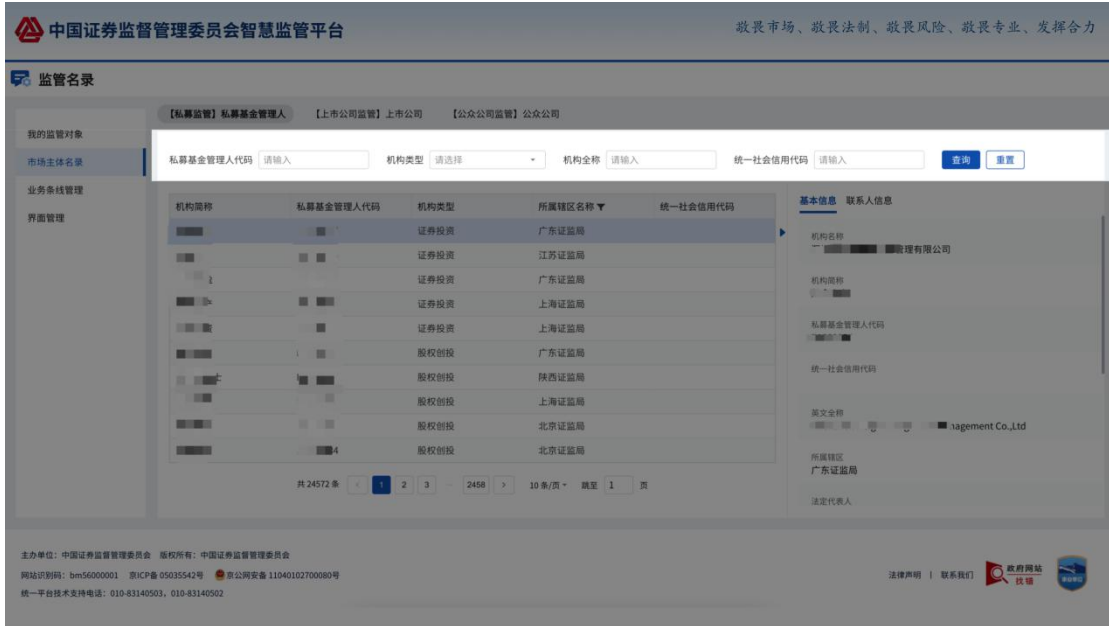 中国证券监督管理委员会智慧监管平台
敬畏市场、敬畏法制、敬畏风险、敬畏专业、发挥合力
监管名录
【私募监管】私募基金管理人 【上市公司监管】上市公司 【公众公司监管】公众公司
我的监管对象
市场主体名录
业务条线管理
界面管理
私募基金管理人代码 请输入 机构类型 请选择 机构全称 请输入 统一社会信用代码 请输入 查询 重置
机构简称 私募基金管理人代码 机构类型 所属辖区名称 统一社会信用代码
证券投资 广东证监局
证券投资 江苏证监局
证券投资 广东证监局
证券投资 上海证监局
证券投资 上海证监局
股权创投 广东证监局
股权创投 陕西证监局
股权创投 上海证监局
股权创投 北京证监局
4 股权创投 北京证监局
共 24572 条 < 1 2 3 ··· 2458 > 10 条/页 跳至 1 页
基本信息 联系人信息
机构名称
管理有限公司
机构简称
私募基金管理人代码
统一社会信用代码
英文全称
nagement Co.,Ltd
所属辖区
广东证监局
法定代表人
主办单位：中国证券监督管理委员会 版权所有：中国证券监督管理委员会
网站识别码：bm56000001 京ICP备 05035542号 京公网安备 11040102700080号
统一平台技术支持电话：010-83140503，010-83140502
法律声明 | 联系我们 政府网站
找错